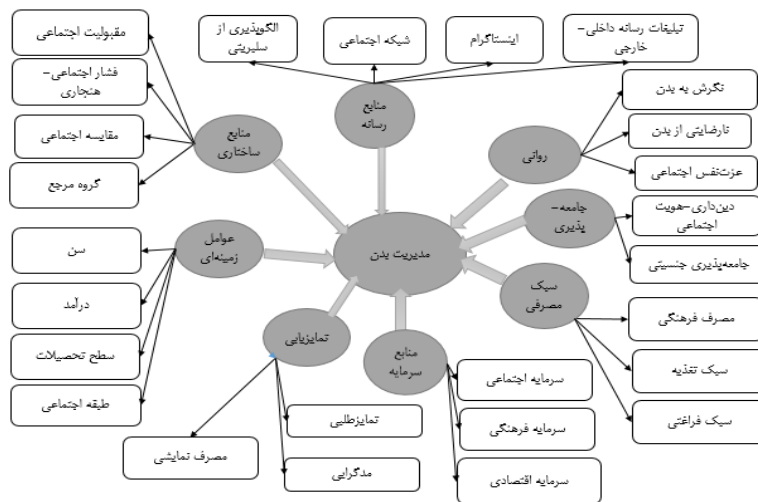 مقبولیت اجتماعی
فشار اجتماعی-
هنجاری
مقایسه اجتماعی
گروه مرجع
منابع
ساختاری
الگوپذیری از
سلبریتی
شبکه اجتماعی
اینستاگرام
تبلیغات رسانه داخلی-
خارجی
منابع
رسانه
نگرش به بدن
نارضایتی از بدن
عزت‌نفس اجتماعی
روانی
دین‌داری-هویت
اجتماعی
جامعه‌پذیری جنسیتی
جامعه-
پذیری
مدیریت بدن
عوامل
زمینه‌ای
سن
درآمد
سطح تحصیلات
طبقه اجتماعی
سبک
مصرفی
مصرف فرهنگی
سبک تغذیه
سبک فراغتی
تمایزیابی
تمایزطلبی
مدگرایی
مصرف نمایشی
منابع
سرمایه
سرمایه اجتماعی
سرمایه فرهنگی
سرمایه اقتصادی